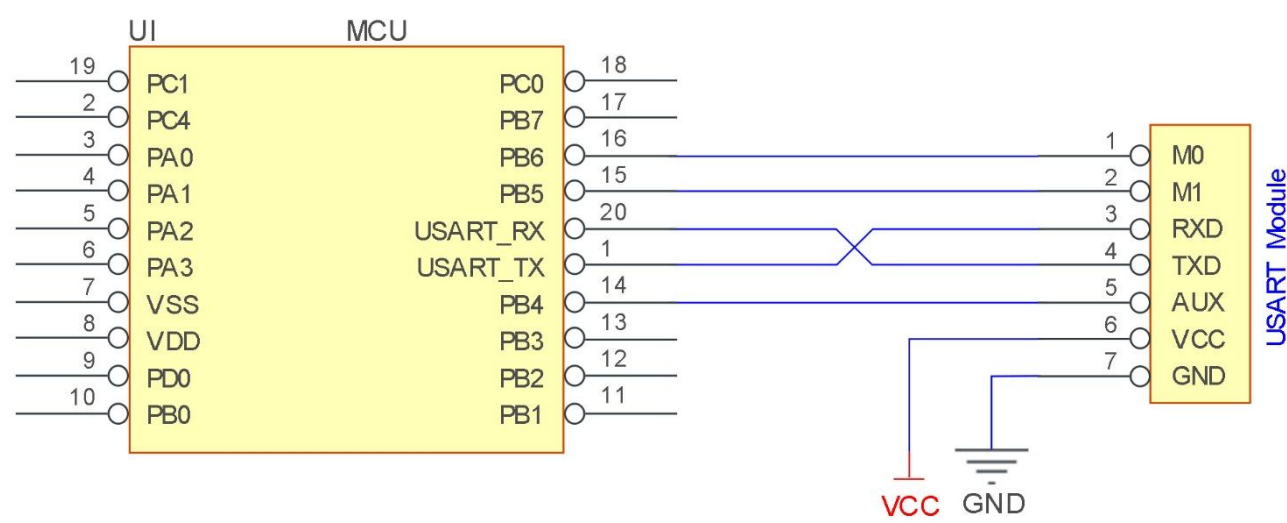 UI MCU
19 PC1 PC0 18
2 PC4 PB7 17
3 PA0 PB6 16 1 M0
4 PA1 PB5 15 2 M1
5 PA2 USART_RX 20 3 RXD
6 PA3 USART_TX 1 4 TXD
7 VSS PB4 14 5 AUX
8 VDD PB3 13 6 VCC
9 PD0 PB2 12 7 GND
10 PB0 PB1 11
USART Module
VCC GND